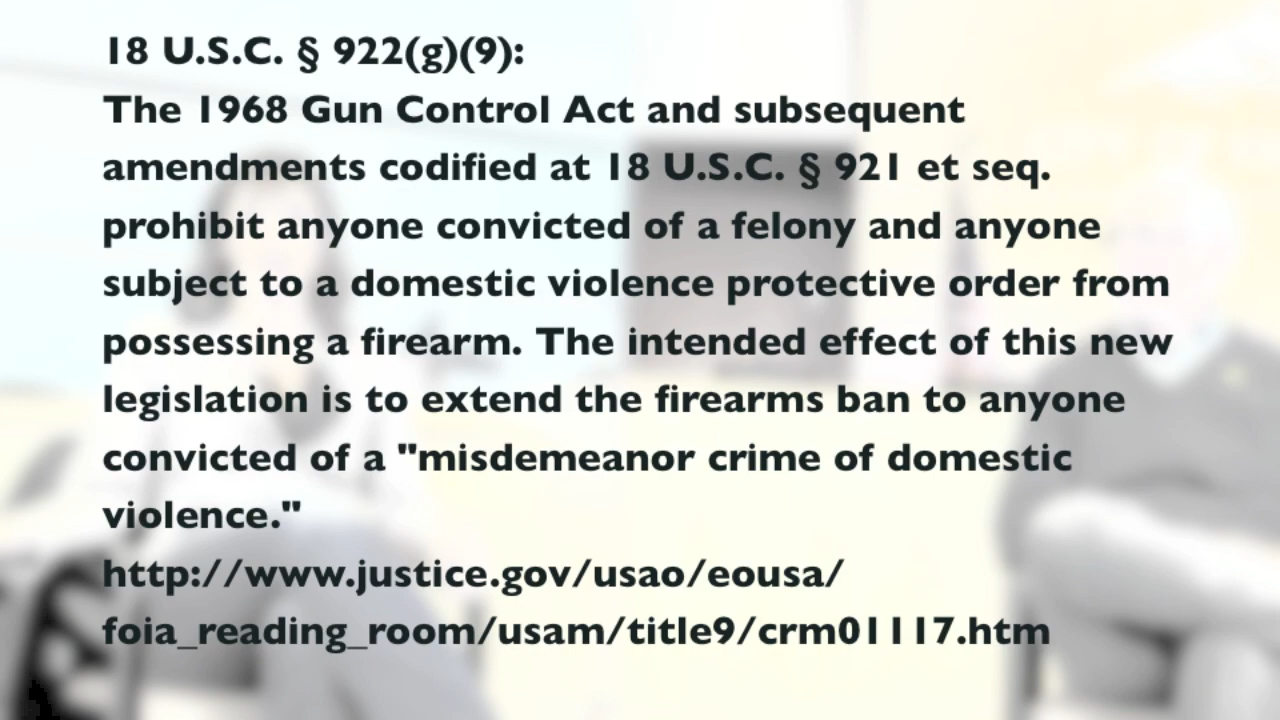 18 U.S.C. § 922(g)(9):
The 1968 Gun Control Act and subsequent
amendments codified at 18 U.S.C. § 921 et seq.
prohibit anyone convicted of a felony and anyone
subject to a domestic violence protective order from
possessing a firearm. The intended effect of this new
legislation is to extend the firearms ban to anyone
convicted of a "misdemeanor crime of domestic
violence."
http://www.justice.gov/usao/eousa/
foia_reading_room/usam/title9/crm01117.htm